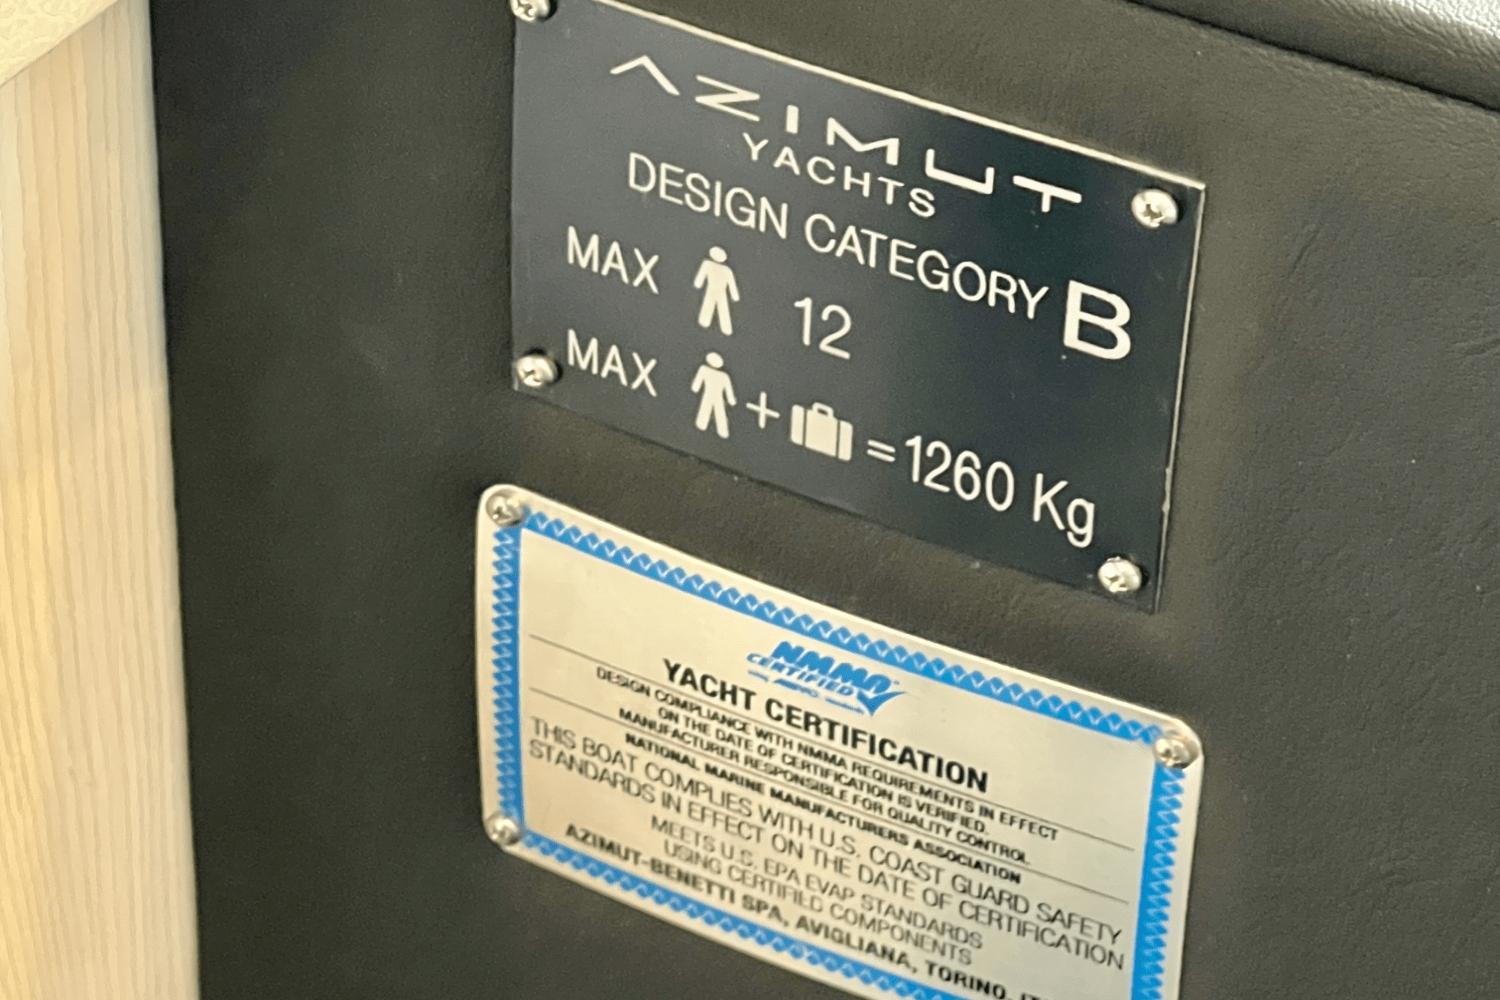 AZIMUT
YACHTS
DESIGN CATEGORY B
MAX 12
MAX + = 1260 Kg
NMMA
CERTIFIED
YACHT CERTIFICATION
DESIGN COMPLIANCE WITH NMMA REQUIREMENTS IN EFFECT
ON THE DATE OF CERTIFICATION IS VERIFIED.
MANUFACTURER RESPONSIBLE FOR QUALITY CONTROL
NATIONAL MARINE MANUFACTURERS ASSOCIATION
THIS BOAT COMPLIES WITH U.S. COAST GUARD SAFETY
STANDARDS IN EFFECT ON THE DATE OF CERTIFICATION
MEETS U.S. EPA EVAP STANDARDS
USING CERTIFIED COMPONENTS
AZIMUT-BENETTI SPA, AVIGLIANA, TORINO,